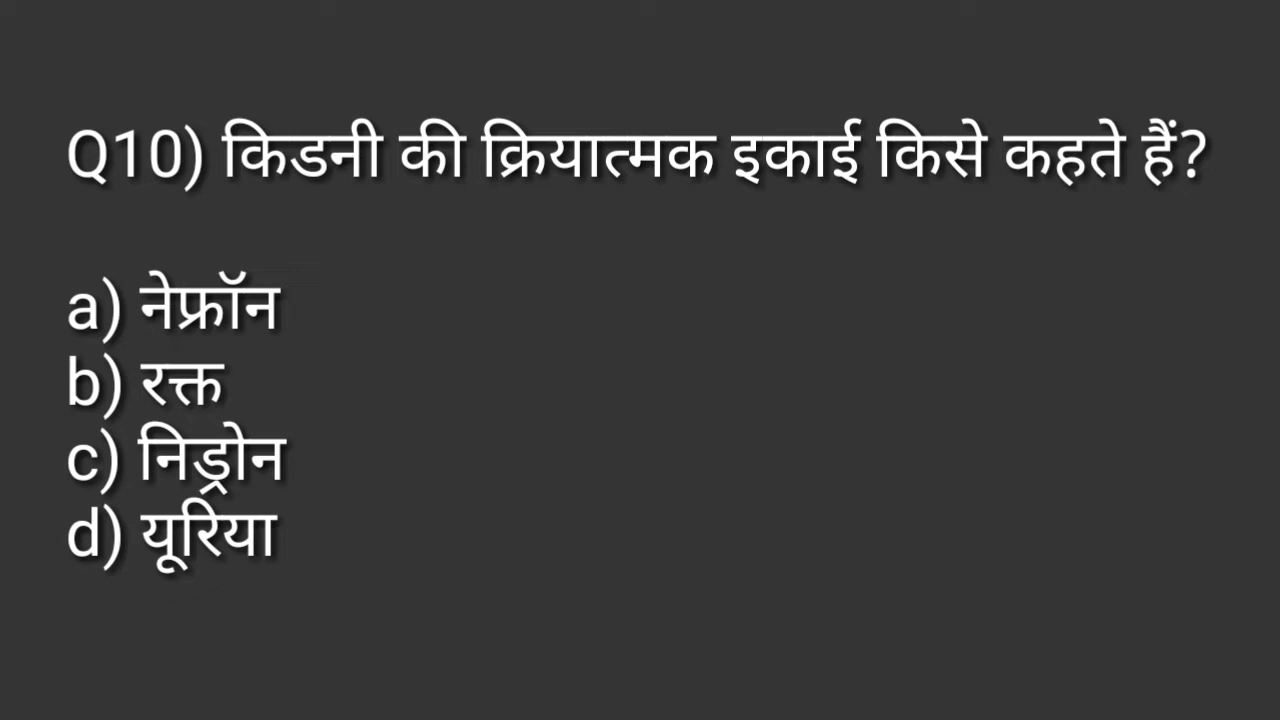 Q10) किडनी की क्रियात्मक इकाई किसे कहते हैं?
a) नेफ्रॉन
b) रक्त
c) निड्रोन
d) यूरिया